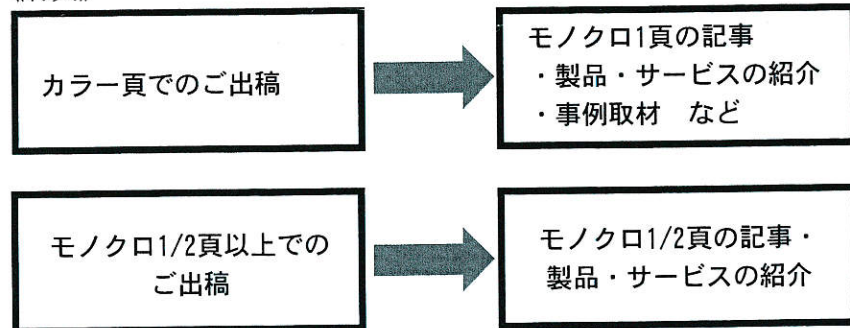 カラー頁でのご出稿
モノクロ1頁の記事
・製品・サービスの紹介
・事例取材　など
モノクロ1/2頁以上での
ご出稿
モノクロ1/2頁の記事・
製品・サービスの紹介